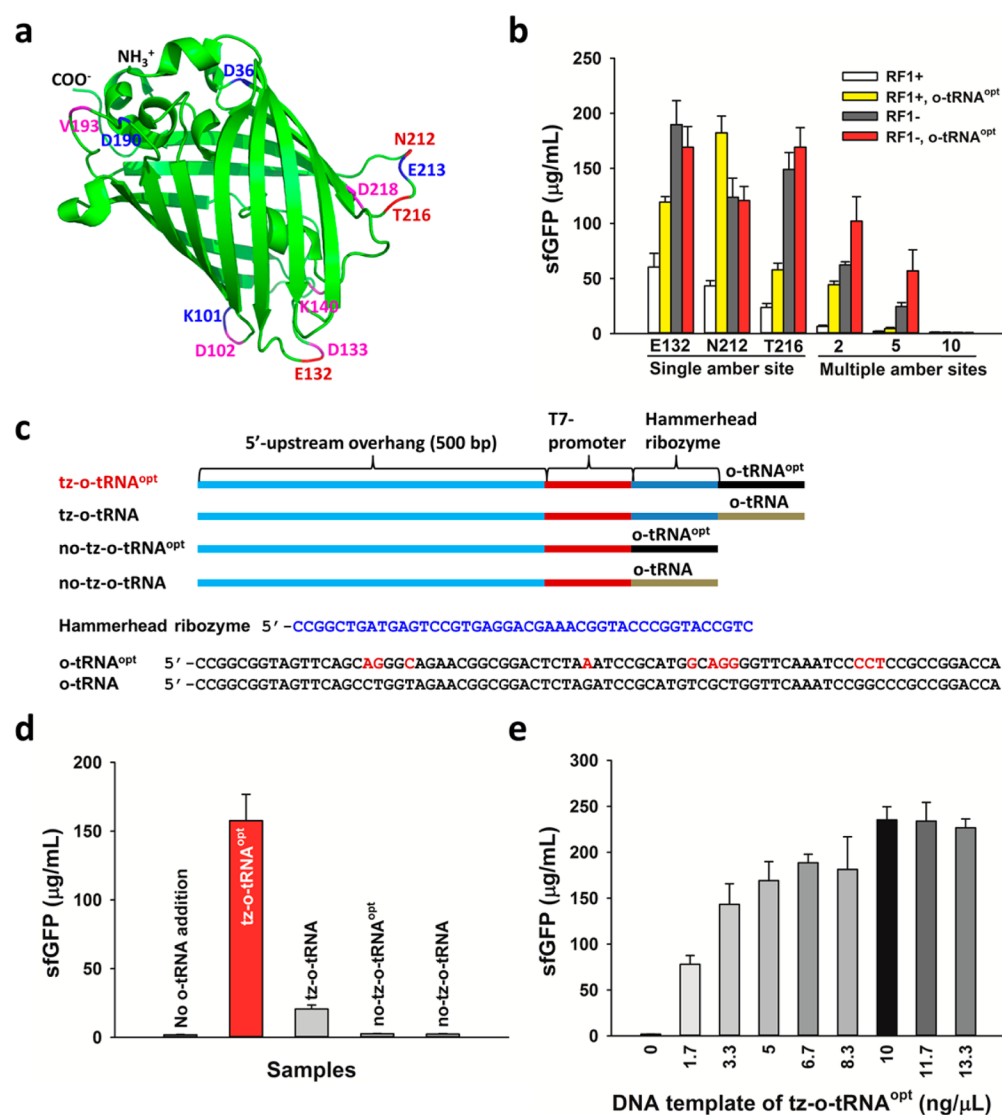 a
NH₃⁺
COO⁻
D36
V193
D190
N212
E213
D218
T216
K140
K101
D102
D133
E132
b
sfGFP (µg/mL)
250
200
150
100
50
0
RF1+
RF1+, o-tRNAᵒᵖᵗ
RF1-
RF1-, o-tRNAᵒᵖᵗ
E132 N212 T216 2 5 10
Single amber site Multiple amber sites
c
5’-upstream overhang (500 bp)
T7-
promoter
Hammerhead
ribozyme
tz-o-tRNAᵒᵖᵗ o-tRNAᵒᵖᵗ
tz-o-tRNA o-tRNA
no-tz-o-tRNAᵒᵖᵗ o-tRNAᵒᵖᵗ
no-tz-o-tRNA o-tRNA
Hammerhead ribozyme 5’-CCGGCTGATGAGTCCGTGAGGACGAAACGGTACCCGGTACCGTC
o-tRNAᵒᵖᵗ 5’-CCGGCGGTAGTTCAGCAGGGCAGAACGGCGGACTCTAAATCCGCATGGCAGGGGTTCAAATCCCCTCCGCCGGACCA
o-tRNA 5’-CCGGCGGTAGTTCAGCCTGGTAGAACGGCGGACTCTAGATCCGCATGTCGCTGGTTCAAATCCGGCCCGCCGGACCA
d
sfGFP (µg/mL)
200
150
100
50
0
No o-tRNA addition
tz-o-tRNAᵒᵖᵗ
tz-o-tRNA
no-tz-o-tRNAᵒᵖᵗ
no-tz-o-tRNA
Samples
e
sfGFP (µg/mL)
300
250
200
150
100
50
0
0 1.7 3.3 5 6.7 8.3 10 11.7 13.3
DNA template of tz-o-tRNAᵒᵖᵗ (ng/µL)